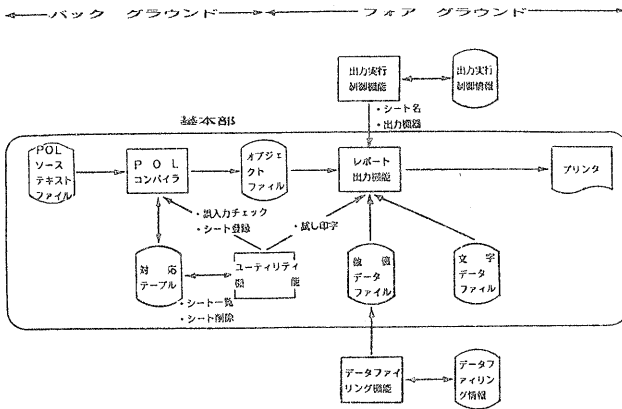 バック グラウンド
フォア グラウンド
出力実行
制御機能
出力実行
制御情報
・シート名
・出力機器
基本部
POL
ソース
テキスト
ファイル
P O L
コンパイラ
オブジェ
クト
ファイル
レポート
出力機能
プリンタ
・誤入力チェック
・シート登録
・試し印字
対 応
テーブル
ユーティリティ
機 能
データ
ファイル
文 字
データ
ファイル
・シート一覧
・シート削除
データファイ
リング機能
データフ
ァイリン
グ情報